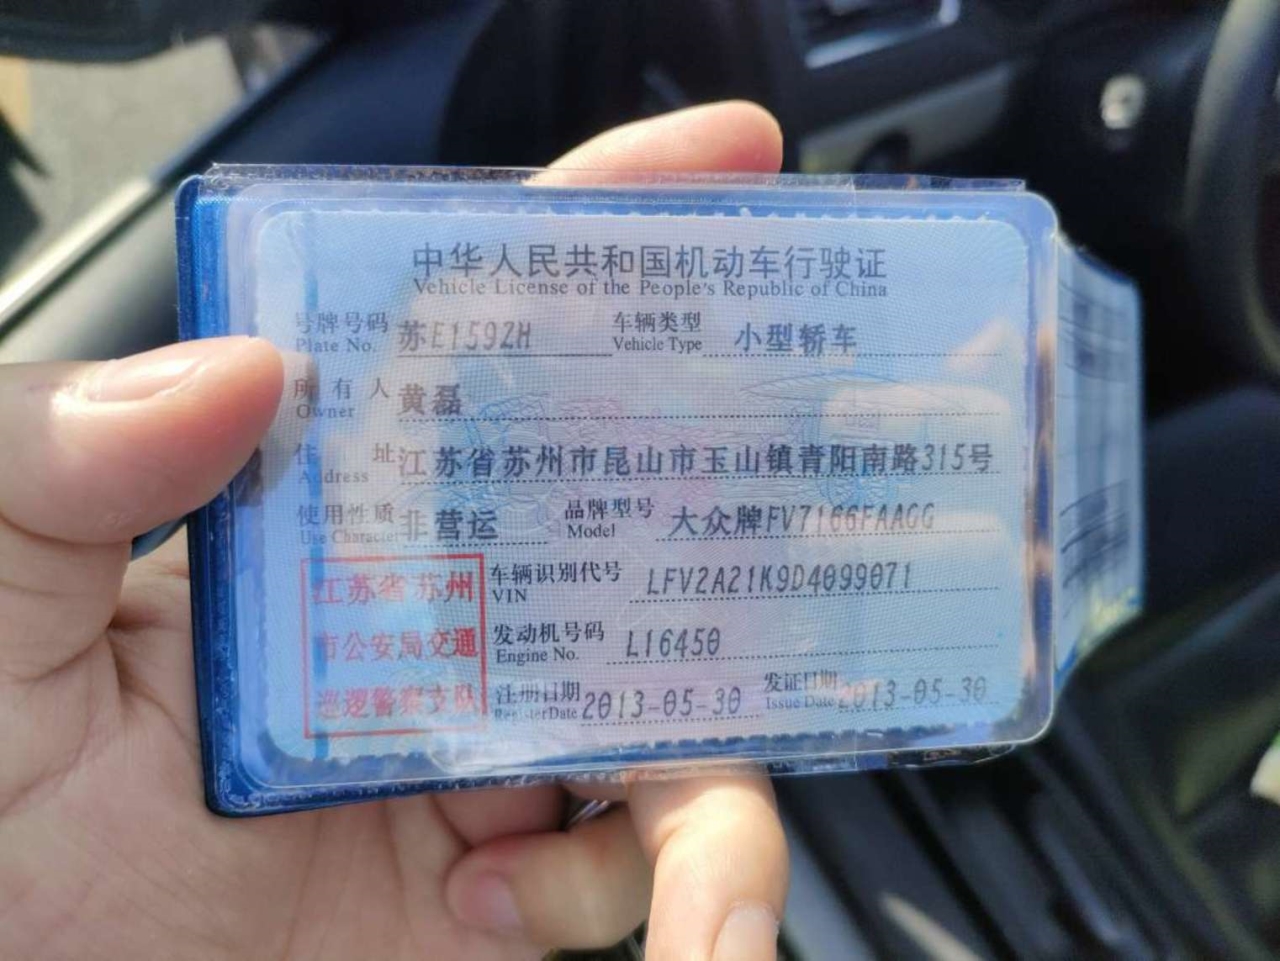 中华人民共和国机动车行驶证
Vehicle License of the People's Republic of China
号牌号码 苏E159ZH 车辆类型 小型轿车
Plate No. Vehicle Type
所有人 黄磊
Owner
住址 江苏省苏州市昆山市玉山镇青阳南路315号
Address
使用性质 非营运 品牌型号 大众牌FV7166FAAGG
Use Character Model
江苏省苏州 车辆识别代号 LFV2A21K9D4099071
VIN
市公安局交通 发动机号码 L16450
Engine No.
巡逻警察支队 注册日期 2013-05-30 发证日期 2013-05-30
Register Date Issue Date